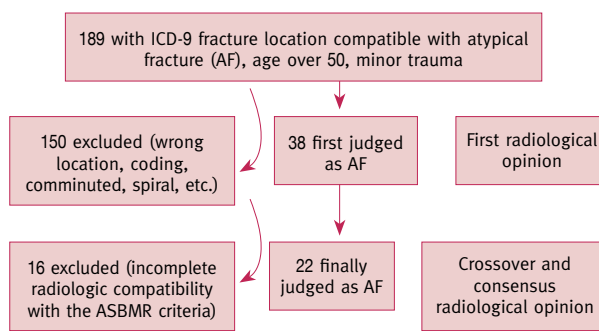 189 with ICD-9 fracture location compatible with atypical
fracture (AF), age over 50, minor trauma
150 excluded (wrong
location, coding,
comminuted, spiral, etc.)
38 first judged
as AF
First radiological
opinion
16 excluded (incomplete
radiologic compatibility
with the ASBMR criteria)
22 finally
judged as AF
Crossover and
consensus
radiological opinion